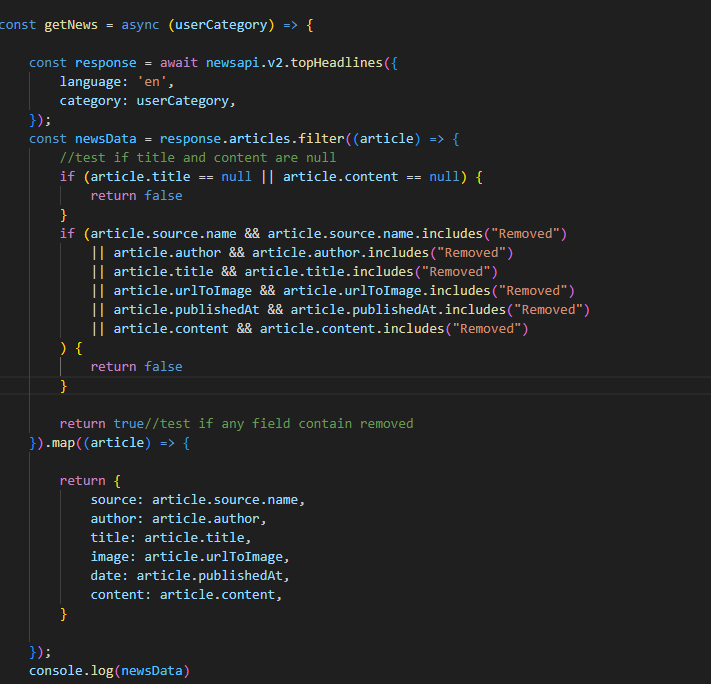 const getNews = async (userCategory) => {
    const response = await newsapi.v2.topHeadlines({
        language: 'en',
        category: userCategory,
    });
    const newsData = response.articles.filter((article) => {
        //test if title and content are null
        if (article.title == null || article.content == null) {
            return false
        }
        if (article.source.name && article.source.name.includes("Removed")
            || article.author && article.author.includes("Removed")
            || article.title && article.title.includes("Removed")
            || article.urlToImage && article.urlToImage.includes("Removed")
            || article.publishedAt && article.publishedAt.includes("Removed")
            || article.content && article.content.includes("Removed")
        ) {
            return false
        }
        return true//test if any field contain removed
    }).map((article) => {
        return {
            source: article.source.name,
            author: article.author,
            title: article.title,
            image: article.urlToImage,
            date: article.publishedAt,
            content: article.content,
        }
    });
    console.log(newsData)